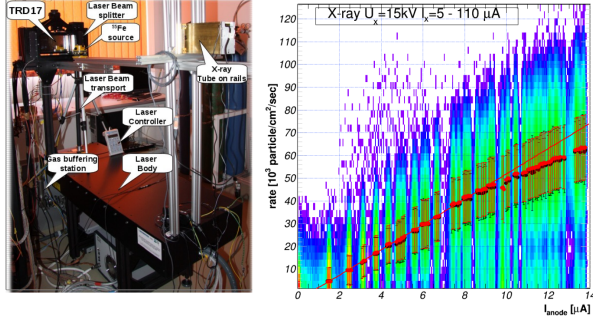 TRD17
Laser Beam
splitter
⁵⁵Fe
source
X-ray
Tube on rails
Laser Beam
transport
Laser
Controller
Gas buffering
station
Laser
Body
X-ray Uₓ=15kV Iₓ=5 - 110 μA
rate [10³ particle/cm²/sec]
120
110
100
90
80
70
60
50
40
30
20
10
0 2 4 6 8 10 12 14
I_anode [μA]